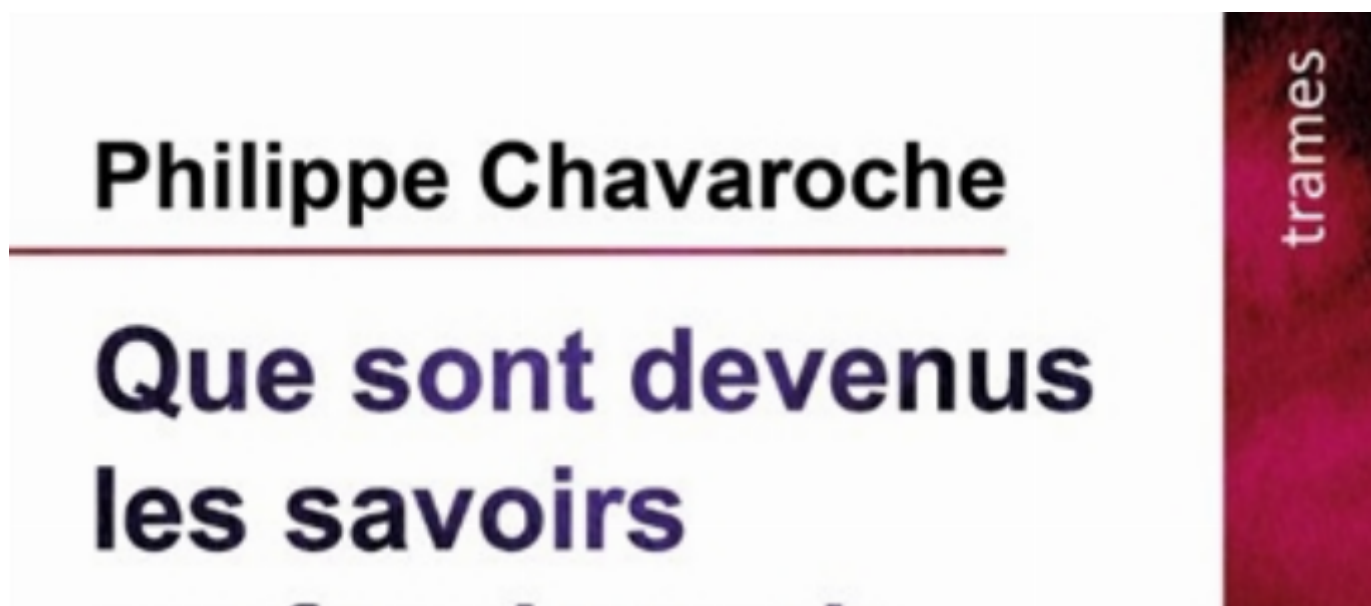 Philippe Chavaroche
trames
Que sont devenus
les savoirs